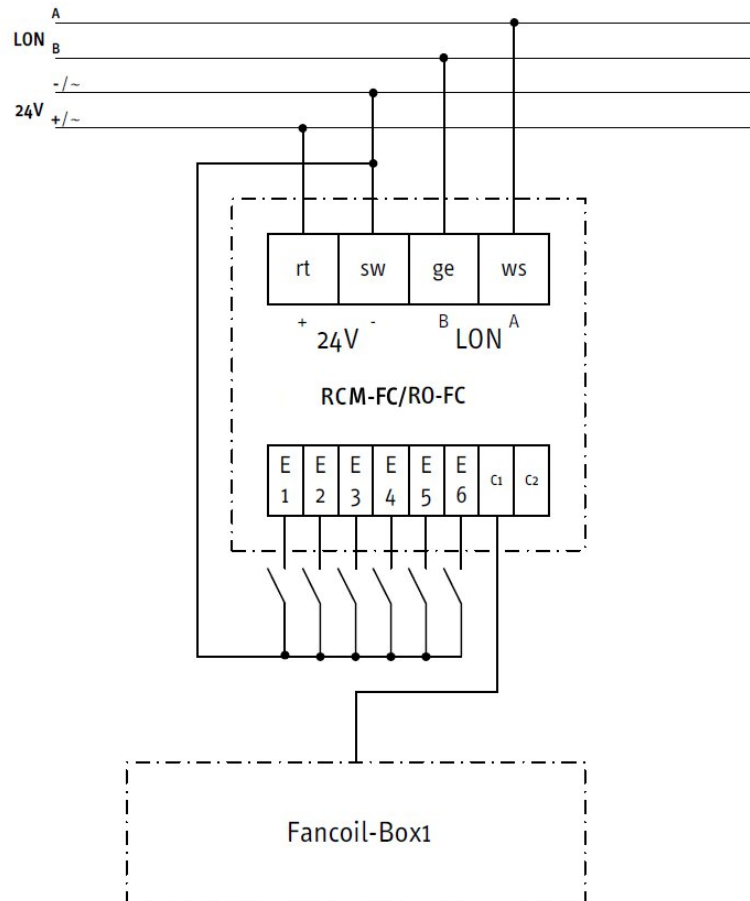 A
LON
B
-/~
24V
+/~
rt sw ge ws
+ 24V - B LON A
RCM-FC/RO-FC
E E E E E E C1 C2
1 2 3 4 5 6
Fancoil-Box1